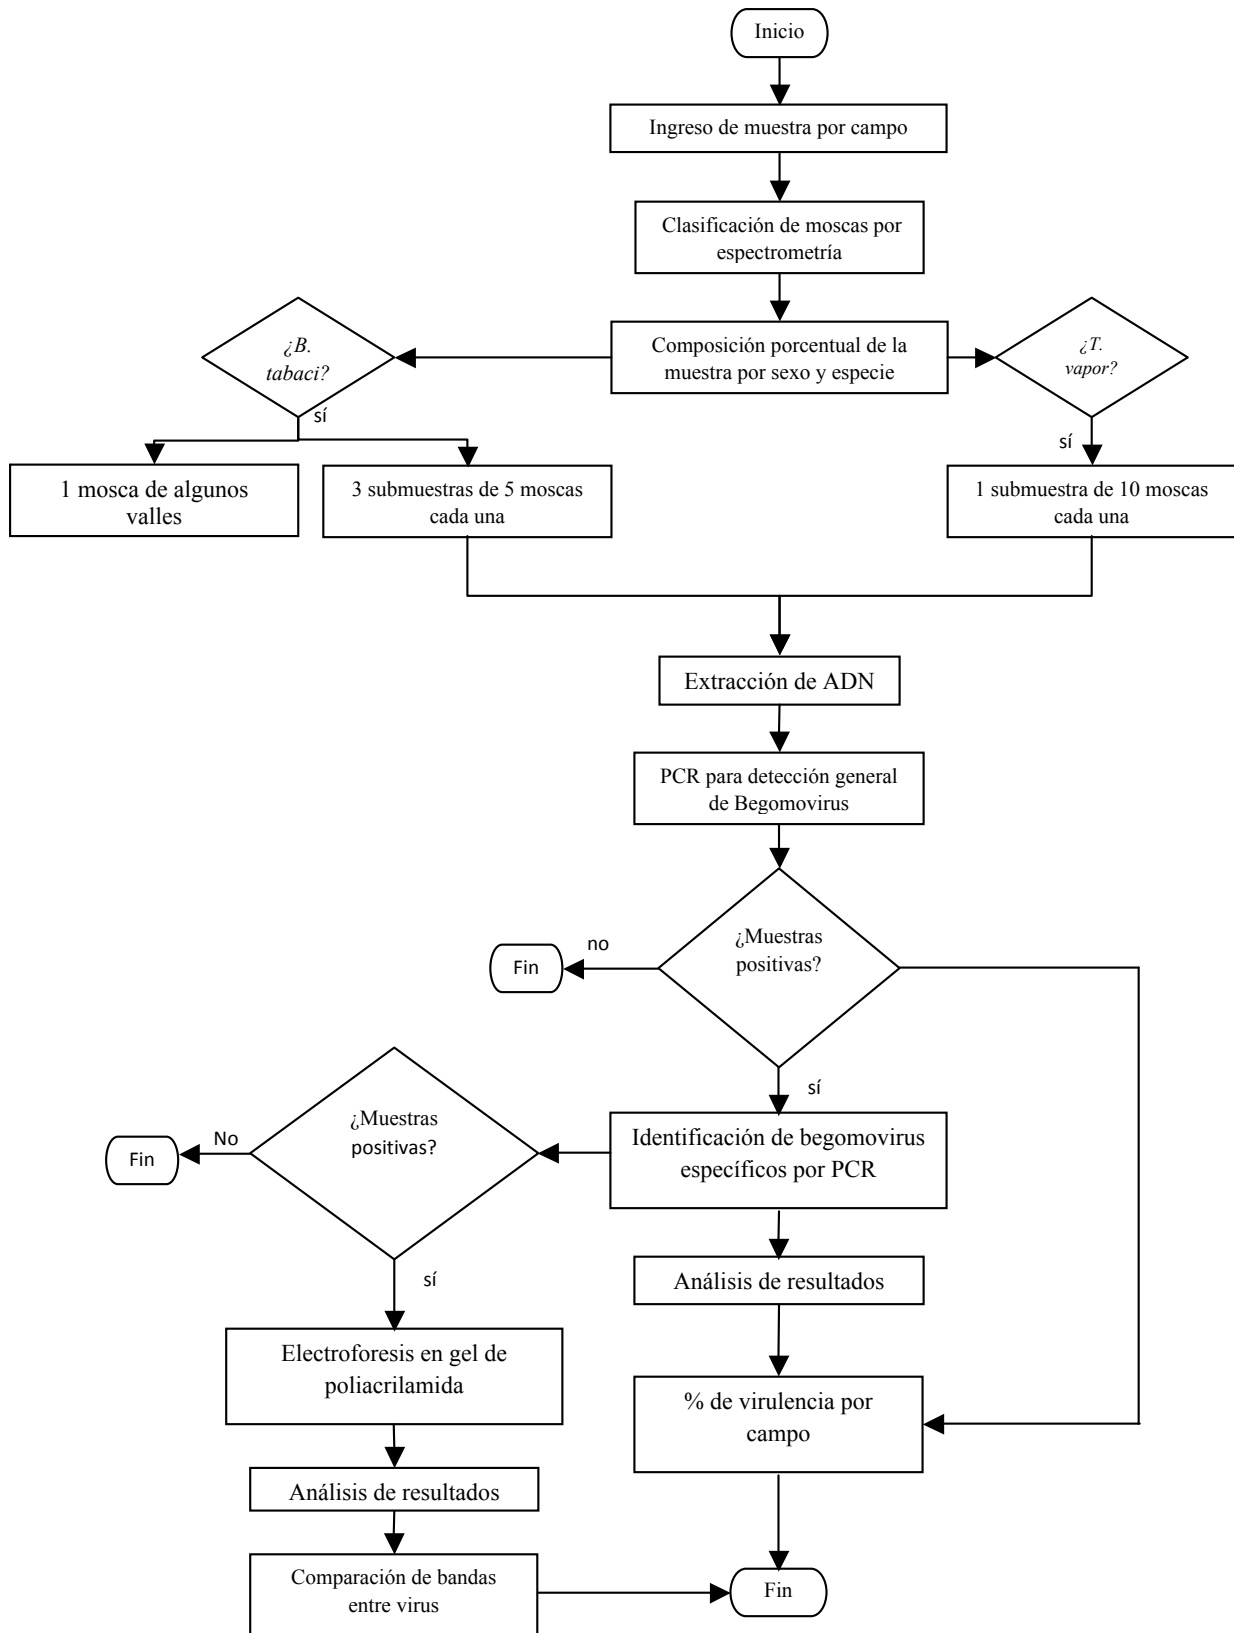 Inicio
Ingreso de muestra por campo
Clasificación de moscas por
espectrometría
¿B.
tabaci?
Composición porcentual de la
muestra por sexo y especie
¿T.
vapor?
sí
sí
1 mosca de algunos
valles
3 submuestras de 5 moscas
cada una
1 submuestra de 10 moscas
cada una
Extracción de ADN
PCR para detección general
de Begomovirus
¿Muestras
positivas?
no
Fin
sí
¿Muestras
positivas?
No
Fin
Identificación de begomovirus
específicos por PCR
sí
Análisis de resultados
Electroforesis en gel de
poliacrilamida
% de virulencia por
campo
Análisis de resultados
Comparación de bandas
entre virus
Fin